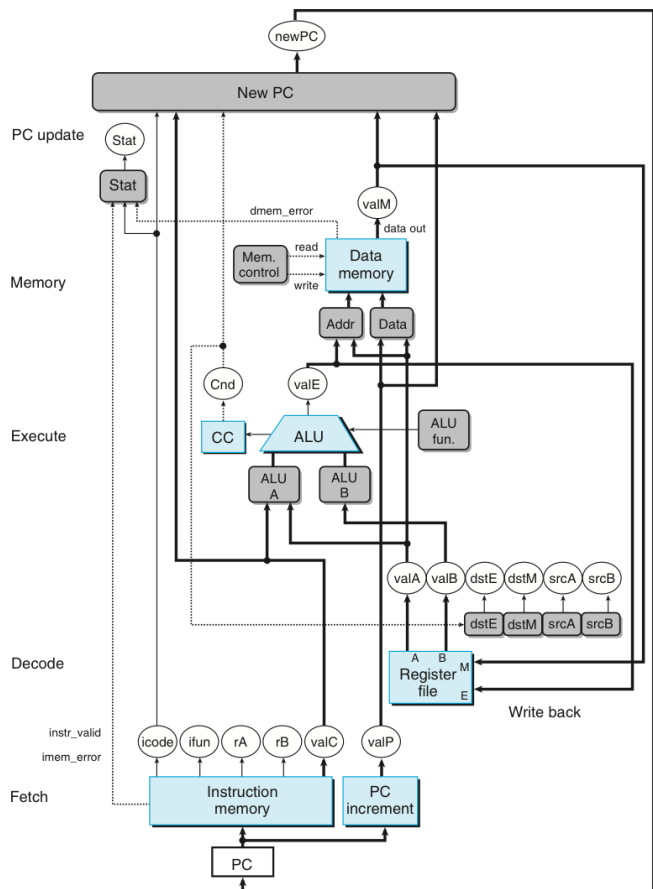 newPC
New PC
PC update
Stat
Stat
valM
dmem_error
data out
Mem.
control
read
write
Data
memory
Memory
Addr
Data
Cnd
valE
Execute
CC
ALU
ALU
fun.
ALU
A
ALU
B
valA
valB
dstE
dstM
srcA
srcB
dstE
dstM
srcA
srcB
Decode
A
B
M
Register
file
E
Write back
instr_valid
imem_error
icode
ifun
rA
rB
valC
valP
Fetch
Instruction
memory
PC
increment
PC